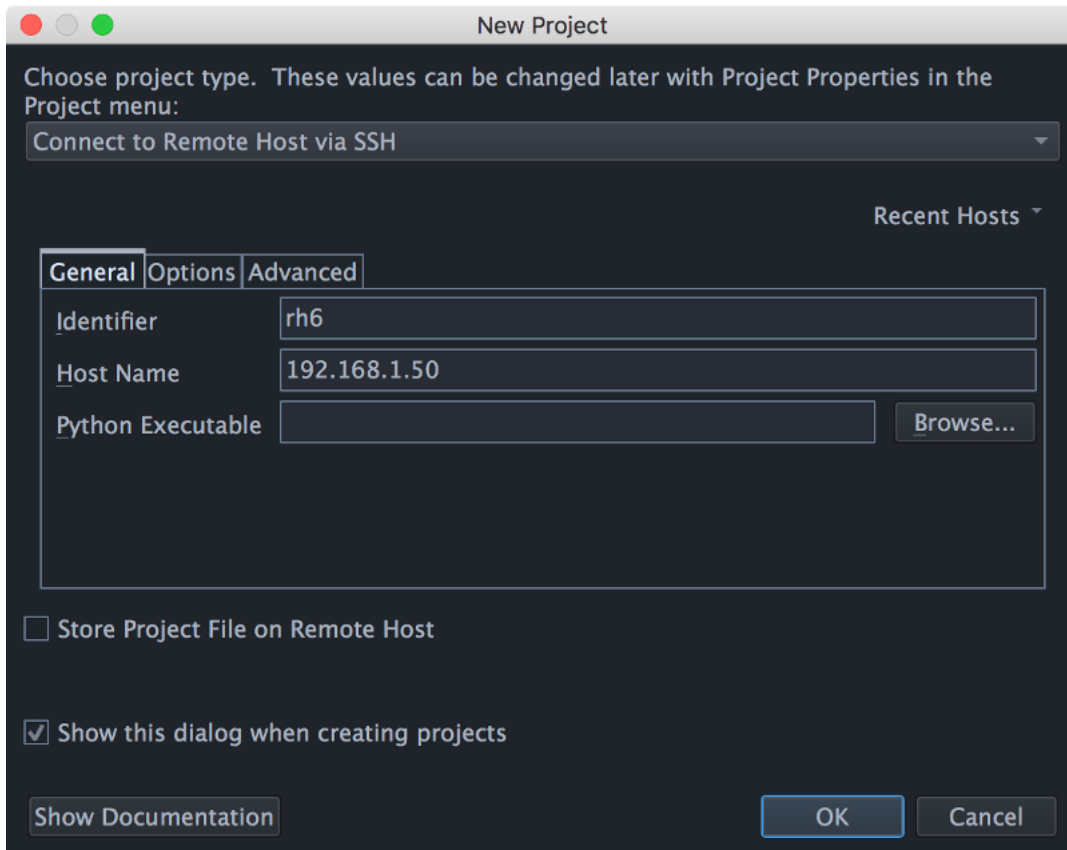 New Project
Choose project type.  These values can be changed later with Project Properties in the
Project menu:
Connect to Remote Host via SSH
Recent Hosts
General Options Advanced
Identifier rh6
Host Name 192.168.1.50
Python Executable Browse...
Store Project File on Remote Host
Show this dialog when creating projects
Show Documentation OK Cancel